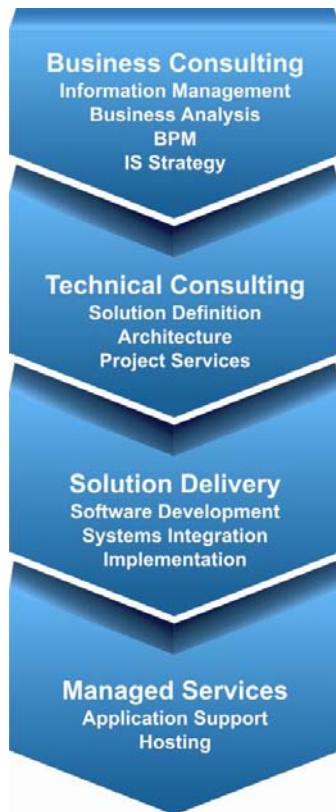 Business Consulting
Information Management
Business Analysis
BPM
IS Strategy
Technical Consulting
Solution Definition
Architecture
Project Services
Solution Delivery
Software Development
Systems Integration
Implementation
Managed Services
Application Support
Hosting